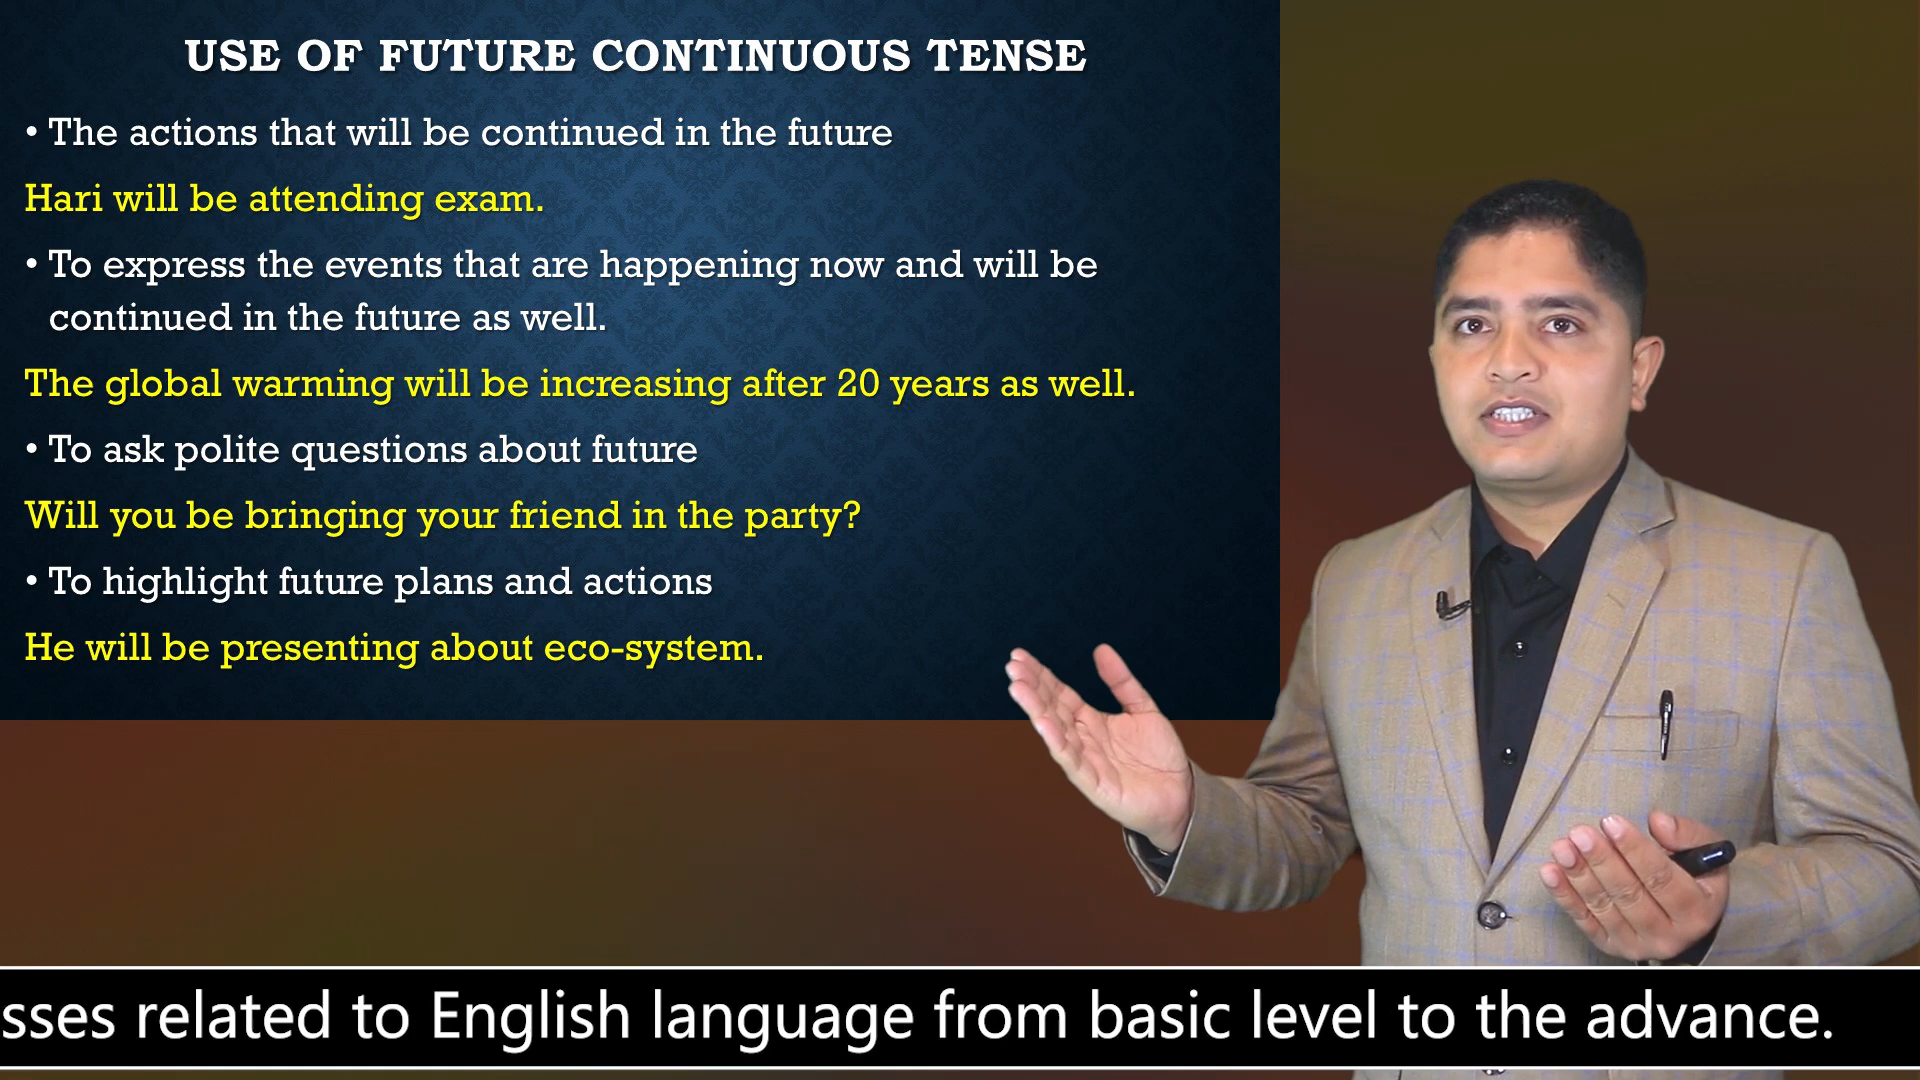 USE OF FUTURE CONTINUOUS TENSE
• The actions that will be continued in the future
Hari will be attending exam.
• To express the events that are happening now and will be
continued in the future as well.
The global warming will be increasing after 20 years as well.
• To ask polite questions about future
Will you be bringing your friend in the party?
• To highlight future plans and actions
He will be presenting about eco-system.
sses related to English language from basic level to the advance.